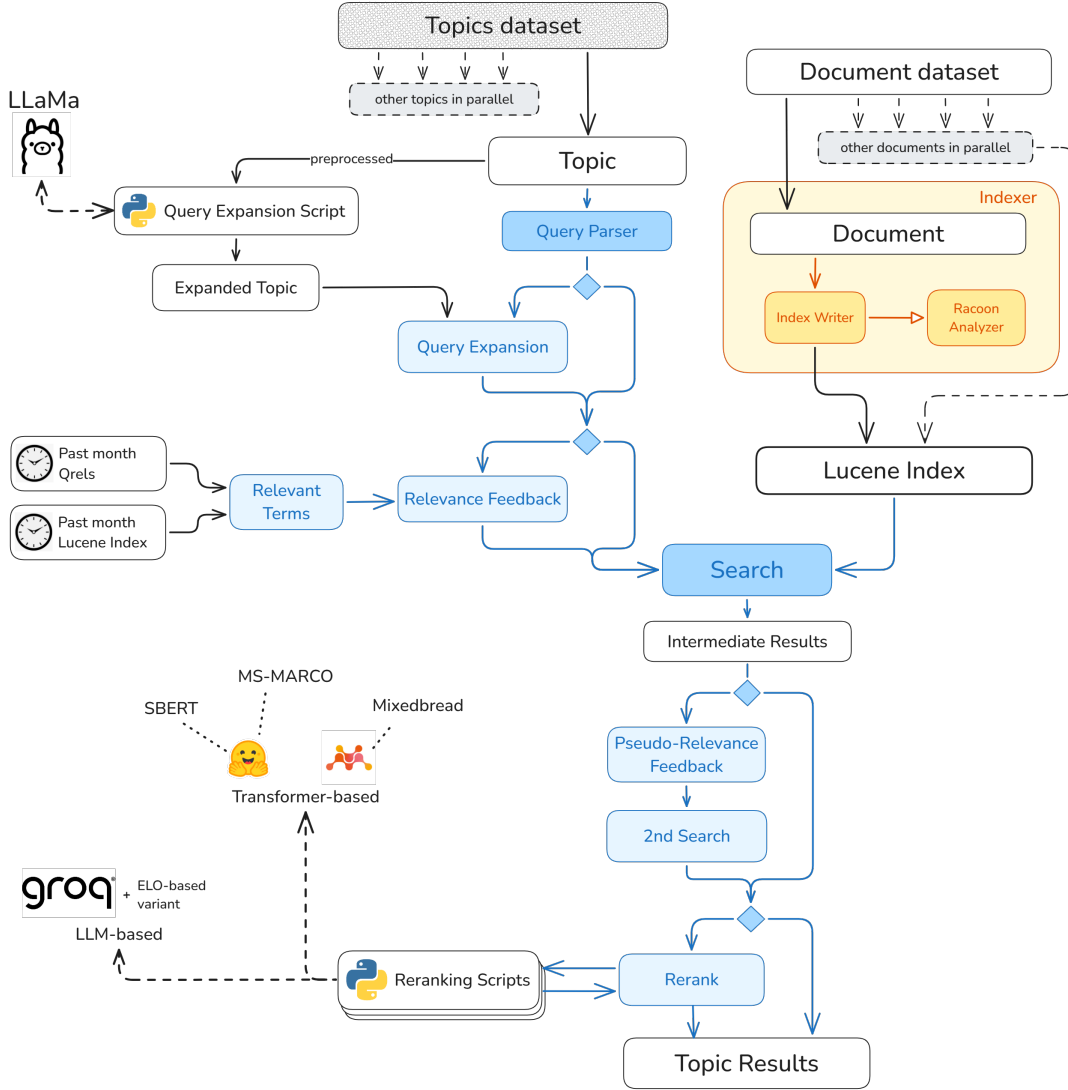 Topics dataset
other topics in parallel
Document dataset
other documents in parallel
LLaMa
preprocessed
Topic
Query Expansion Script
Query Parser
Expanded Topic
Query Expansion
Indexer
Document
Index Writer
Racoon
Analyzer
Past month
Qrels
Past month
Lucene Index
Relevant
Terms
Relevance Feedback
Lucene Index
Search
Intermediate Results
MS-MARCO
SBERT
Mixedbread
Transformer-based
Pseudo-Relevance
Feedback
2nd Search
groq
+
ELO-based
variant
LLM-based
Reranking Scripts
Rerank
Topic Results